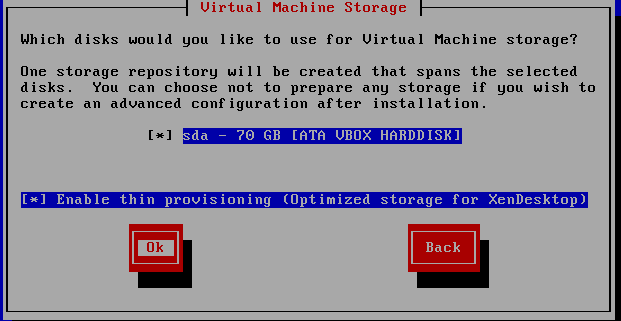 Virtual Machine Storage
Which disks would you like to use for Virtual Machine storage?
One storage repository will be created that spans the selected
disks.  You can choose not to prepare any storage if you wish to
create an advanced configuration after installation.
[*] sda - 70 GB [ATA VBOX HARDDISK]
[*] Enable thin provisioning (Optimized storage for XenDesktop)
Ok Back